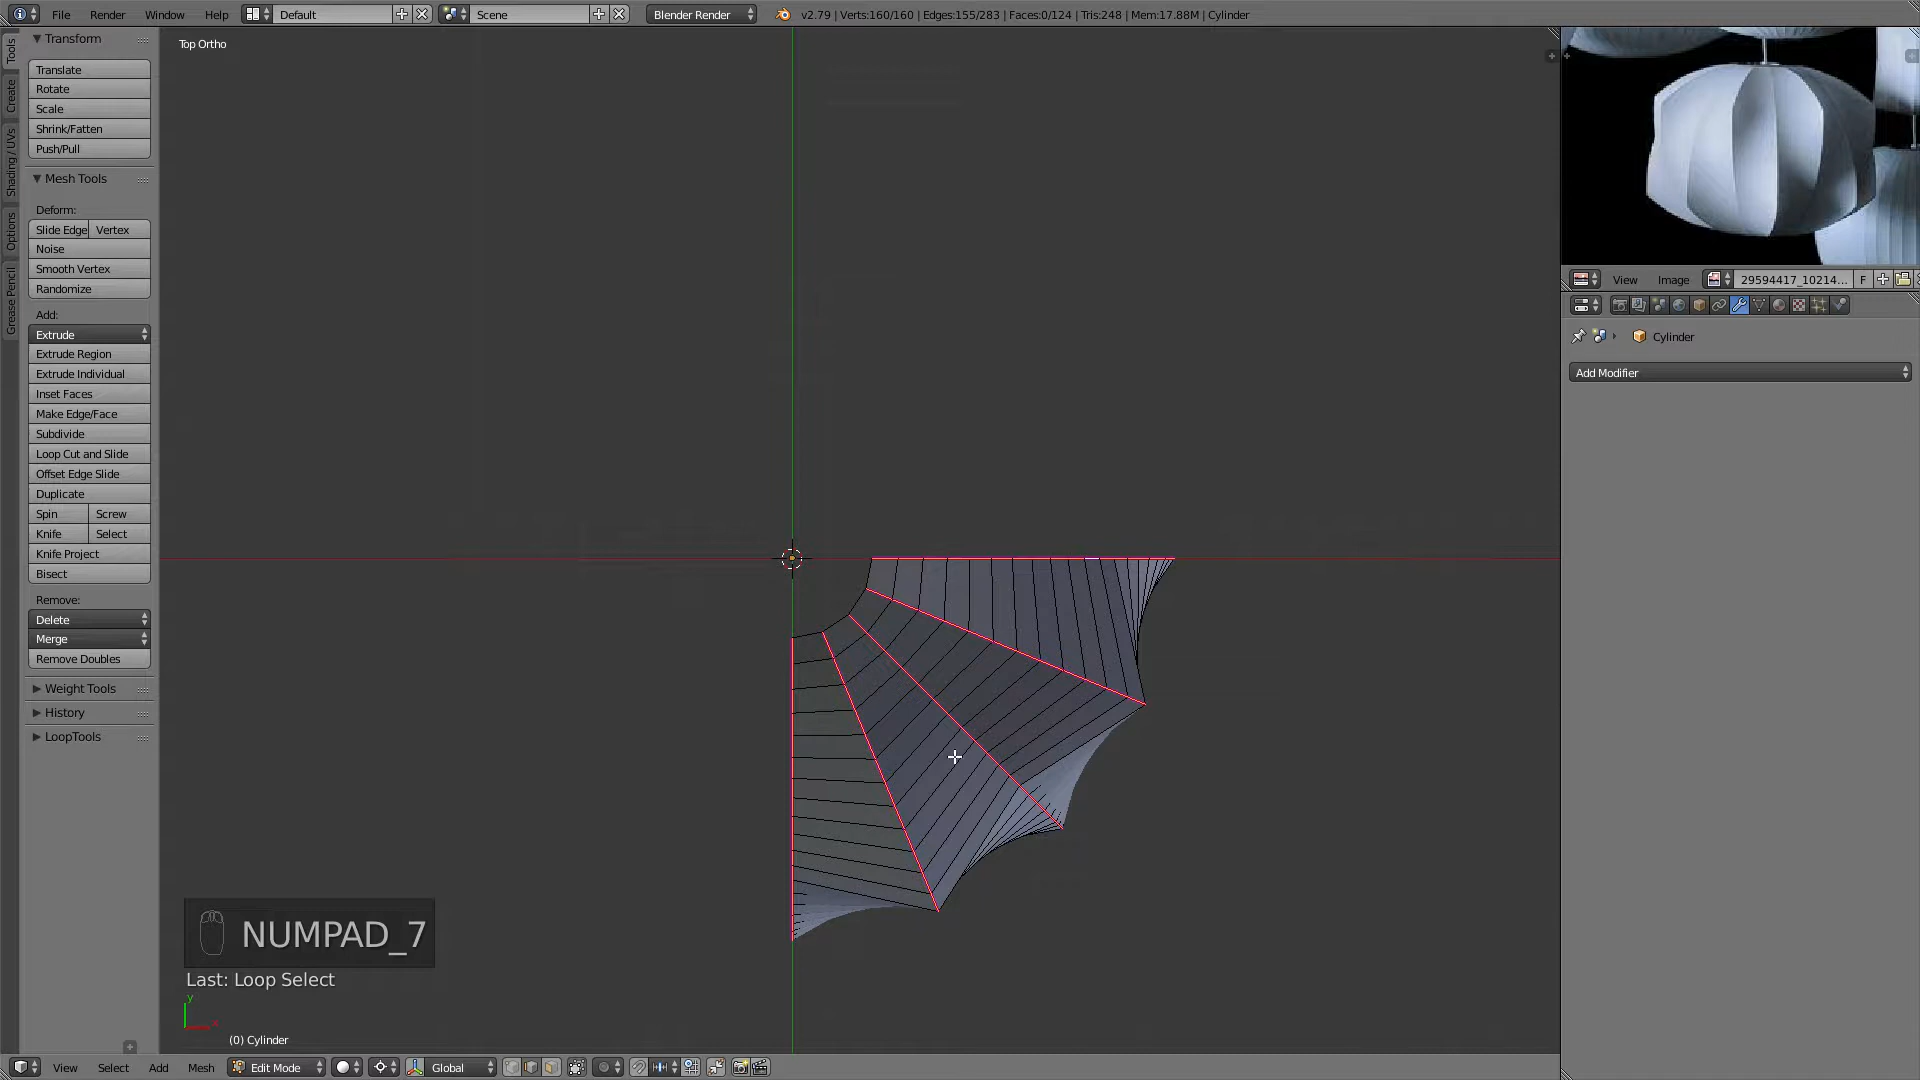 File Render Window Help Default Scene Blender Render v2.79 | Verts:160/160 | Edges:155/283 | Faces:0/124 | Tris:248 | Mem:17.88M | Cylinder
Tools
Create
Shading / UVs
Options
Grease Pencil
Transform
Translate
Rotate
Scale
Shrink/Fatten
Push/Pull
Mesh Tools
Deform:
Slide Edge Vertex
Noise
Smooth Vertex
Randomize
Add:
Extrude
Extrude Region
Extrude Individual
Inset Faces
Make Edge/Face
Subdivide
Loop Cut and Slide
Offset Edge Slide
Duplicate
Spin Screw
Knife Select
Knife Project
Bisect
Remove:
Delete
Merge
Remove Doubles
Weight Tools
History
LoopTools
Top Ortho
NUMPAD_7
Last: Loop Select
y
x
(0) Cylinder
View Select Add Mesh Edit Mode Global
View Image 29594417_10214... F
Cylinder
Add Modifier